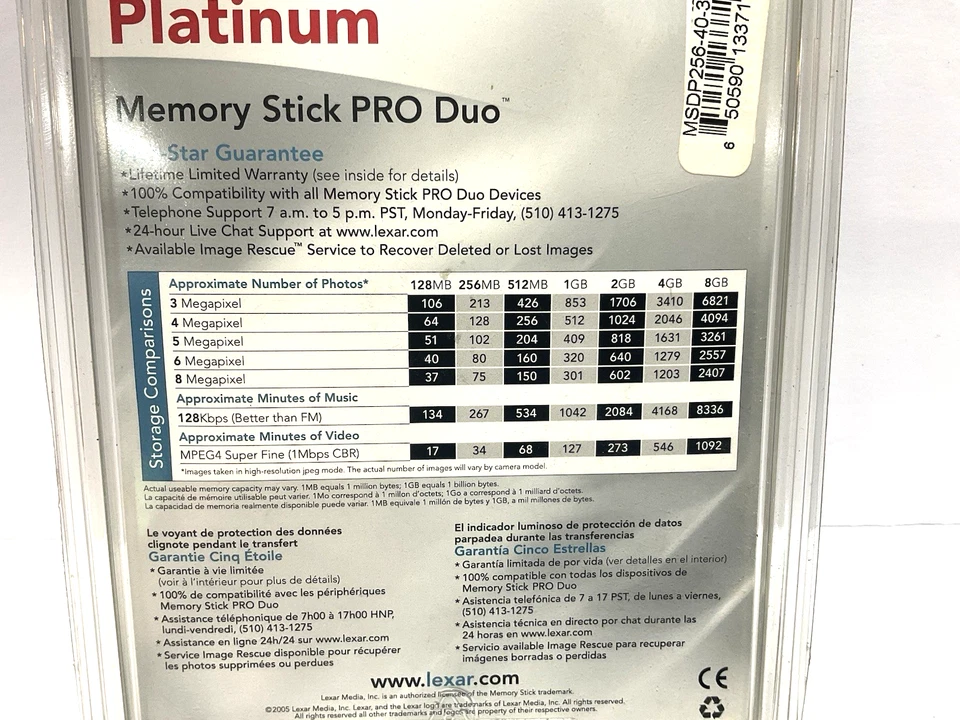 Platinum
MSDP256-40-3
6 50590 13371
Memory Stick PRO Duo™
-Star Guarantee
*Lifetime Limited Warranty (see inside for details)
*100% Compatibility with all Memory Stick PRO Duo Devices
*Telephone Support 7 a.m. to 5 p.m. PST, Monday-Friday, (510) 413-1275
*24-hour Live Chat Support at www.lexar.com
*Available Image Rescue™ Service to Recover Deleted or Lost Images
Storage Comparisons
Approximate Number of Photos* 128MB 256MB 512MB 1GB 2GB 4GB 8GB
3 Megapixel 106 213 426 853 1706 3410 6821
4 Megapixel 64 128 256 512 1024 2046 4094
5 Megapixel 51 102 204 409 818 1631 3261
6 Megapixel 40 80 160 320 640 1279 2557
8 Megapixel 37 75 150 301 602 1203 2407
Approximate Minutes of Music
128Kbps (Better than FM) 134 267 534 1042 2084 4168 8336
Approximate Minutes of Video
MPEG4 Super Fine (1Mbps CBR) 17 34 68 127 273 546 1092
*Images taken in high-resolution jpeg mode. The actual number of images will vary by camera model.
Actual useable memory capacity may vary. 1MB equals 1 million bytes; 1GB equals 1 billion bytes.
La capacité de mémoire utilisable peut varier. 1Mo correspond à 1 millon d'octets; 1Go a correspond à 1 milliard d'octets.
La capacidad de memoria realmente disponible puede variar. 1MB equivale 1 millón de bytes y 1GB, a mil millones de bytes.
Le voyant de protection des données
clignote pendant le transfert
Garantie Cinq Étoile
* Garantie à vie limitée
(voir à l'intérieur pour plus de détails)
* 100% de compatibilité avec les périphériques
Memory Stick PRO Duo
* Assistance téléphonique de 7h00 à 17h00 HNP,
lundi-vendredi, (510) 413-1275
* Assistance en ligne 24h/24 sur www.lexar.com
* Service Image Rescue disponible pour récupérer
les photos supprimées ou perdues
El indicador luminoso de protección de datos
parpadea durante las transferencias
Garantía Cinco Estrellas
* Garantía limitada de por vida (ver detalles en el interior)
* 100% compatible con todas los dispositivos de
Memory Stick PRO Duo
* Asistencia telefónica de 7 a 17 PST, de lunes a viernes,
(510) 413-1275
* Asistencia técnica en directo por chat durante las
24 horas en www.lexar.com
* Servicio available Image Rescue para recuperar
imágenes borradas o perdidas
www.lexar.com
CE
Lexar Media, Inc. is an authorized licensee of the Memory Stick trademark.
©2005 Lexar Media, Inc. Lexar, and the Lexar logo are trademarks of Lexar Media, Inc.
All rights reserved all other trademarks and logos are property of their respective owners.